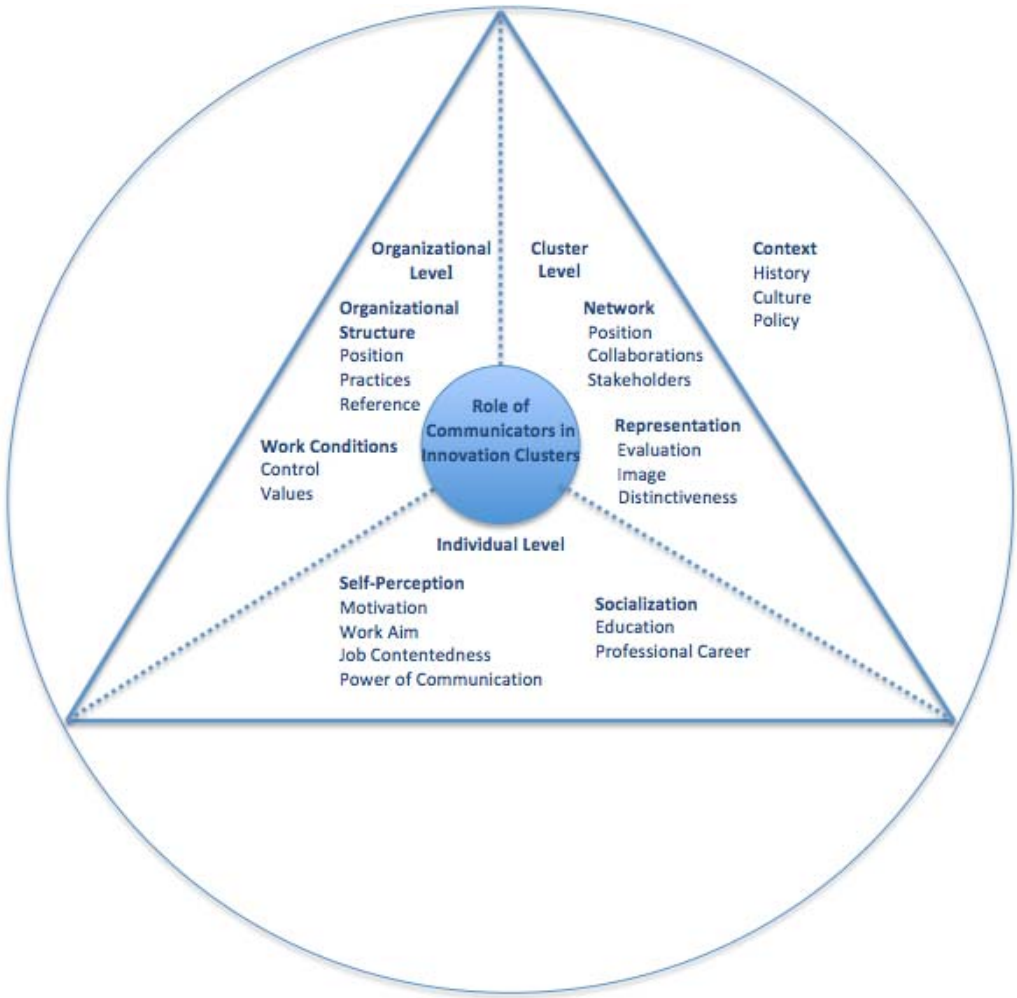 Organizational
Level
Organizational
Structure
Position
Practices
Reference
Work Conditions
Control
Values
Cluster
Level
Network
Position
Collaborations
Stakeholders
Representation
Evaluation
Image
Distinctiveness
Context
History
Culture
Policy
Role of
Communicators in
Innovation Clusters
Individual Level
Self-Perception
Motivation
Work Aim
Job Contentedness
Power of Communication
Socialization
Education
Professional Career